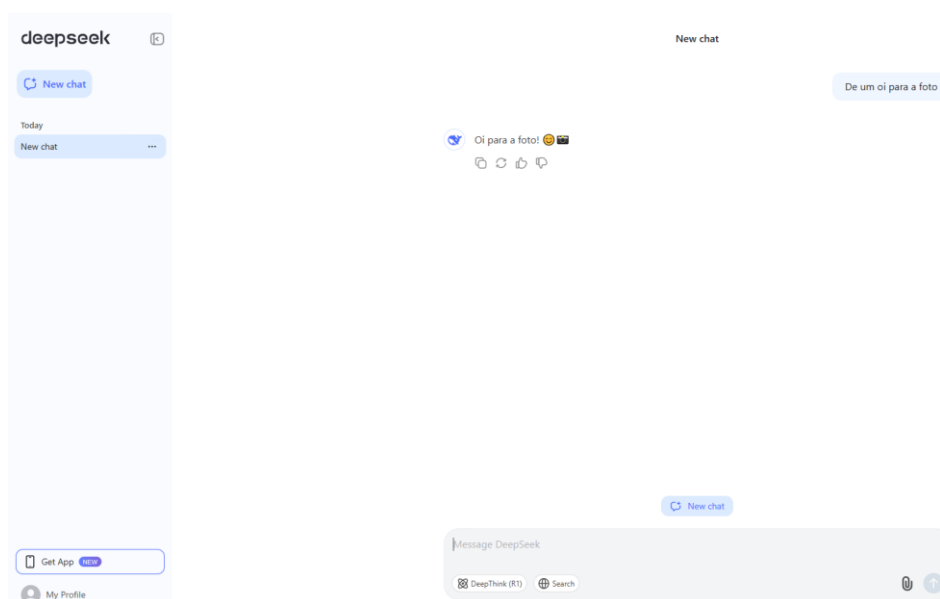 deepseek
New chat
Today
New chat
New chat
De um oi para a foto
Oi para a foto! 😊📸
New chat
Message DeepSeek
DeepThink (R1)
Search
Get App NEW
My Profile